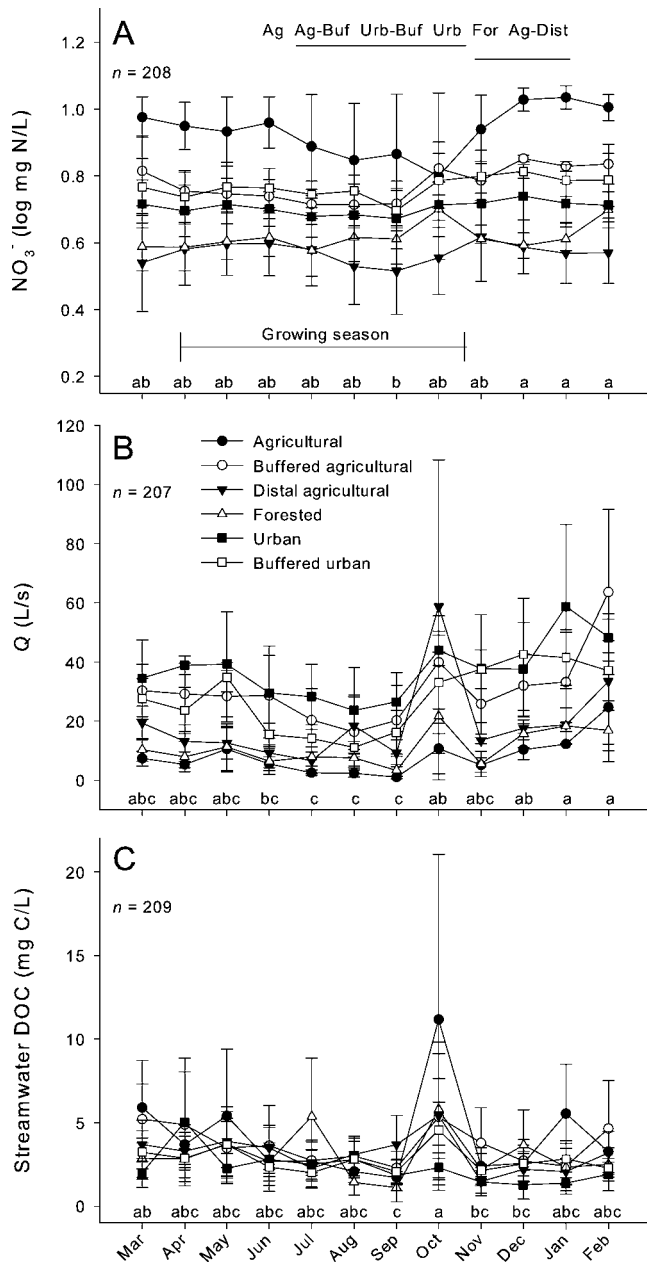 A
Ag Ag-Buf Urb-Buf Urb For Ag-Dist
n = 208
NO3- (log mg N/L)
1.2
1.0
0.8
0.6
0.4
0.2
Growing season
ab ab ab ab ab ab b ab ab a a a
B
n = 207
Agricultural
Buffered agricultural
Distal agricultural
Forested
Urban
Buffered urban
Q (L/s)
120
100
80
60
40
20
0
abc abc abc bc c c c ab abc ab a a
C
n = 209
Streamwater DOC (mg C/L)
20
15
10
5
0
ab abc abc abc abc abc c a bc bc abc abc
Mar Apr May Jun Jul Aug Sep Oct Nov Dec Jan Feb